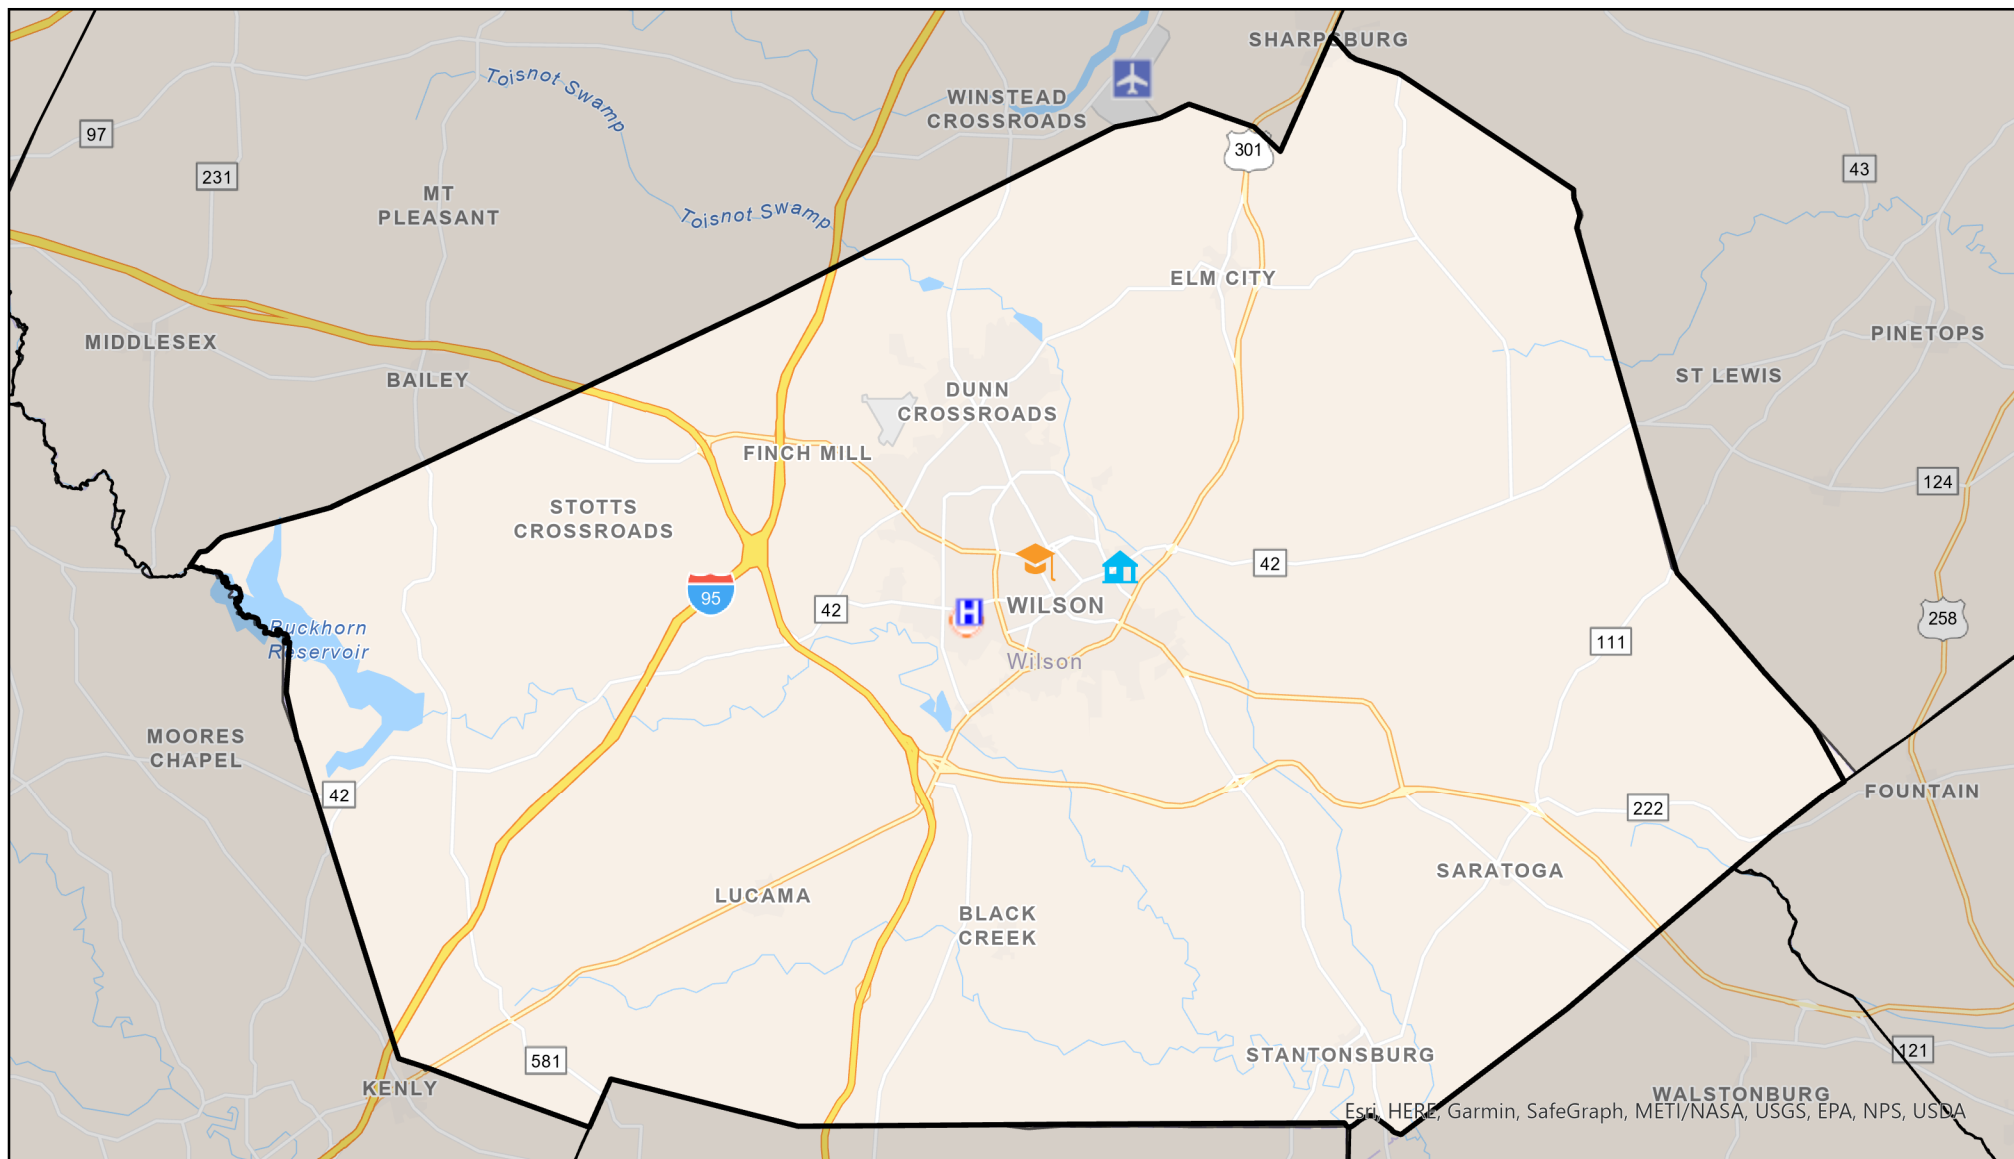 SHARPSBURG
Toisnot Swamp
WINSTEAD
CROSSROADS
97
301
43
231
MT
PLEASANT
Toisnot Swamp
ELM CITY
MIDDLESEX
PINETOPS
BAILEY
ST LEWIS
DUNN
CROSSROADS
FINCH MILL
124
STOTTS
CROSSROADS
42
95
42
H
WILSON
258
Buckhorn
Reservoir
111
Wilson
MOORES
CHAPEL
42
222
FOUNTAIN
SARATOGA
LUCAMA
BLACK
CREEK
581
STANTONSBURG
121
KENLY
WALSTONBURG
Esri, HERE, Garmin, SafeGraph, METI/NASA, USGS, EPA, NPS, USDA